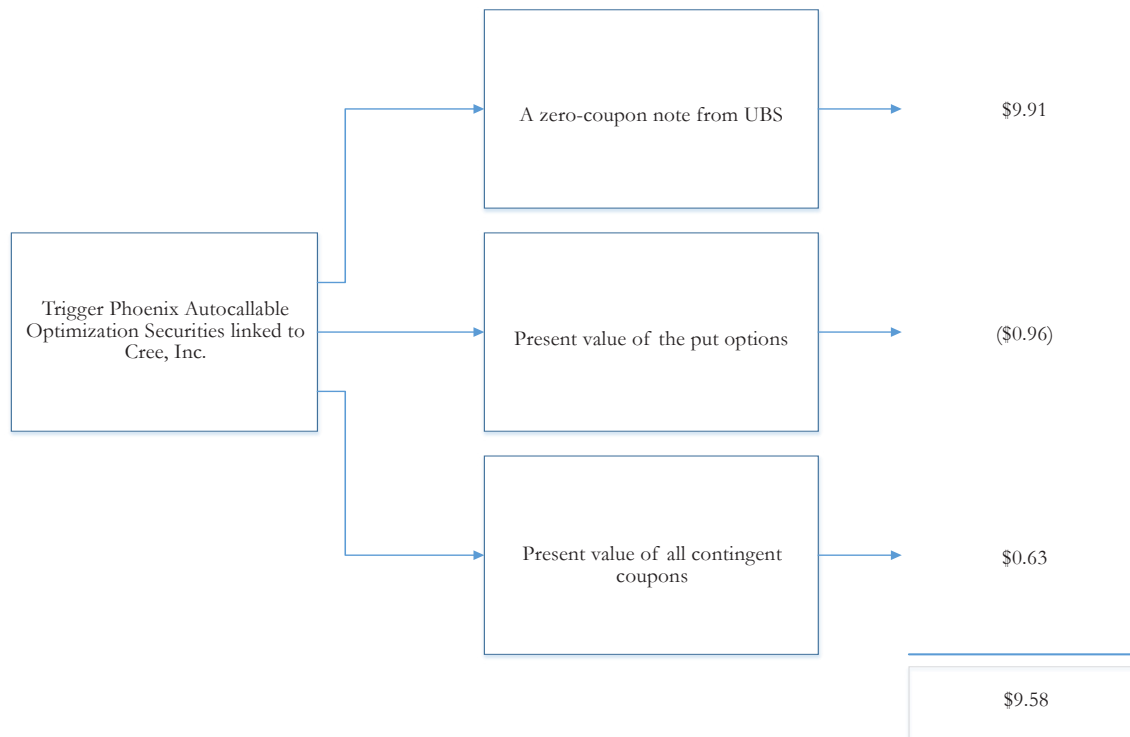 A zero-coupon note from UBS
$9.91
Trigger Phoenix Autocallable
Optimization Securities linked to
Cree, Inc.
Present value of the put options
($0.96)
Present value of all contingent
coupons
$0.63
$9.58